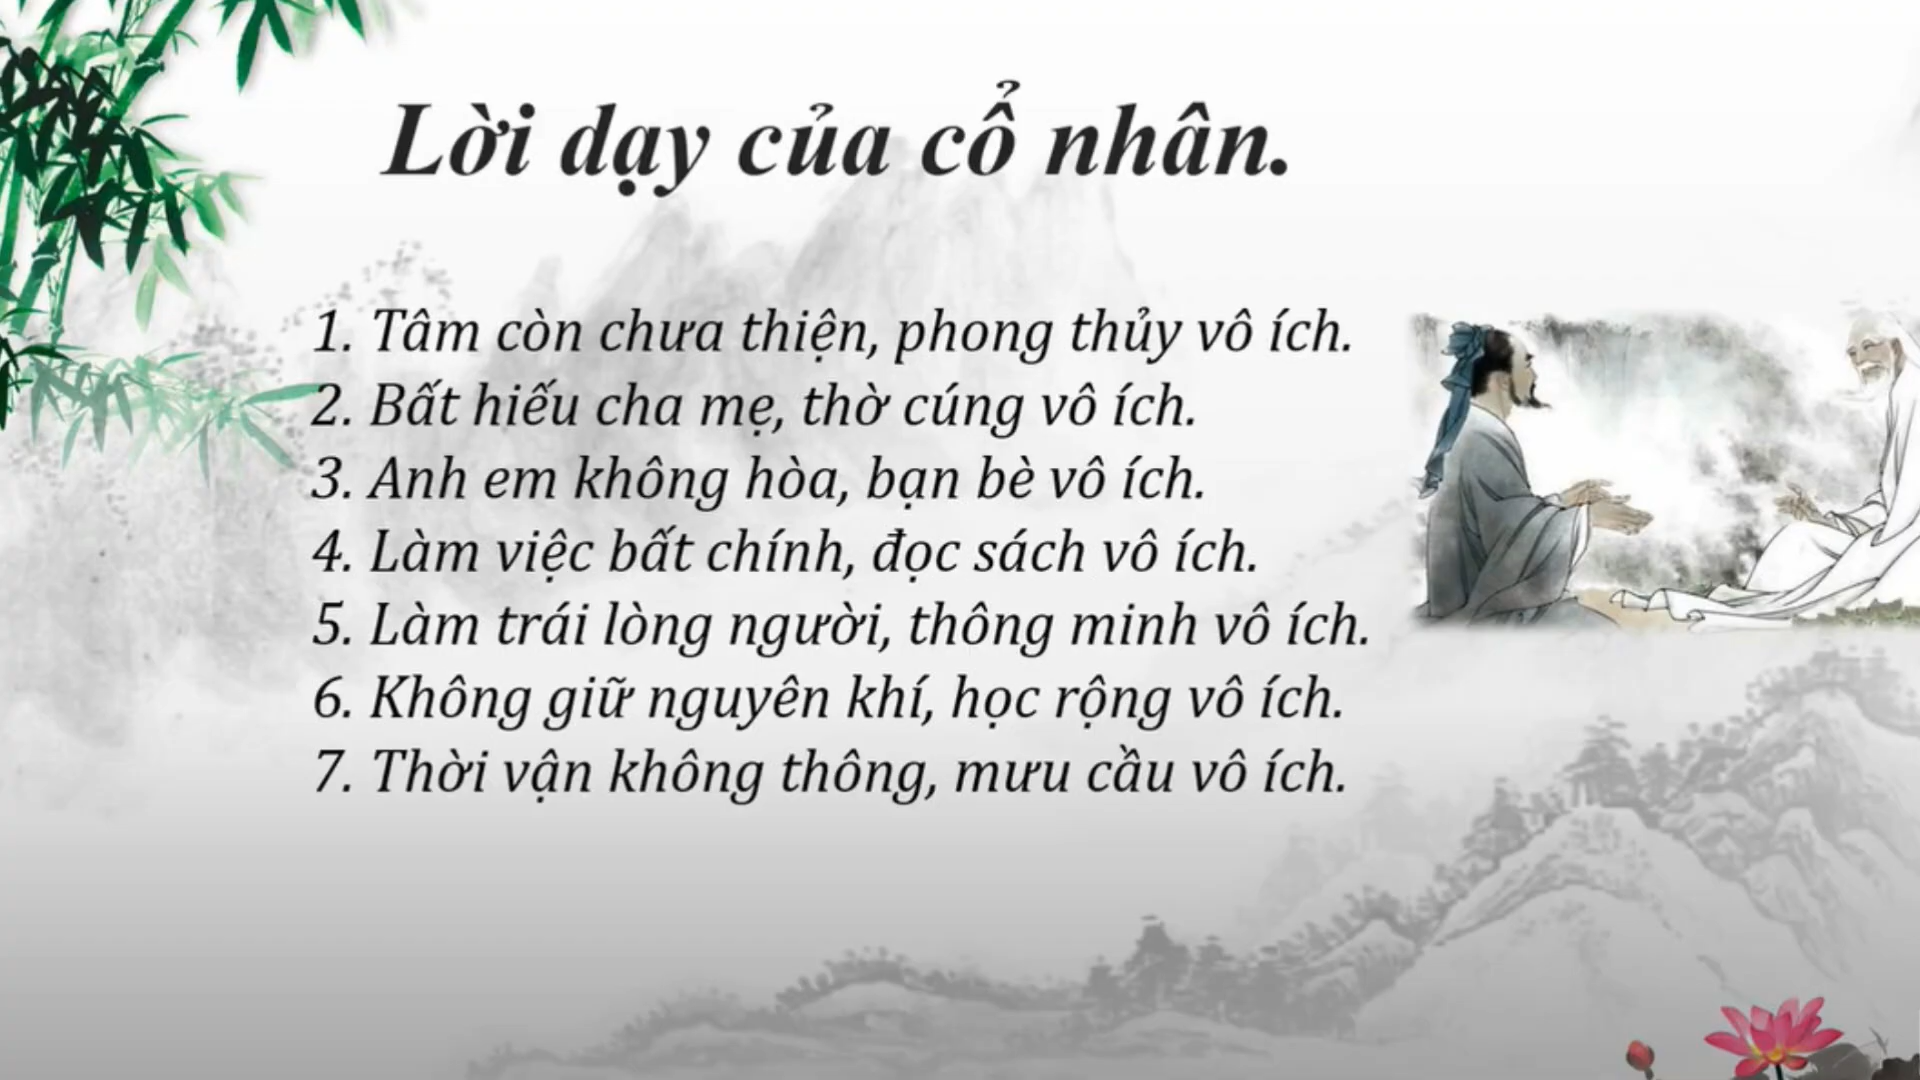 Lời dạy của cổ nhân.
1. Tâm còn chưa thiện, phong thủy vô ích.
2. Bất hiếu cha mẹ, thờ cúng vô ích.
3. Anh em không hòa, bạn bè vô ích.
4. Làm việc bất chính, đọc sách vô ích.
5. Làm trái lòng người, thông minh vô ích.
6. Không giữ nguyên khí, học rộng vô ích.
7. Thời vận không thông, mưu cầu vô ích.